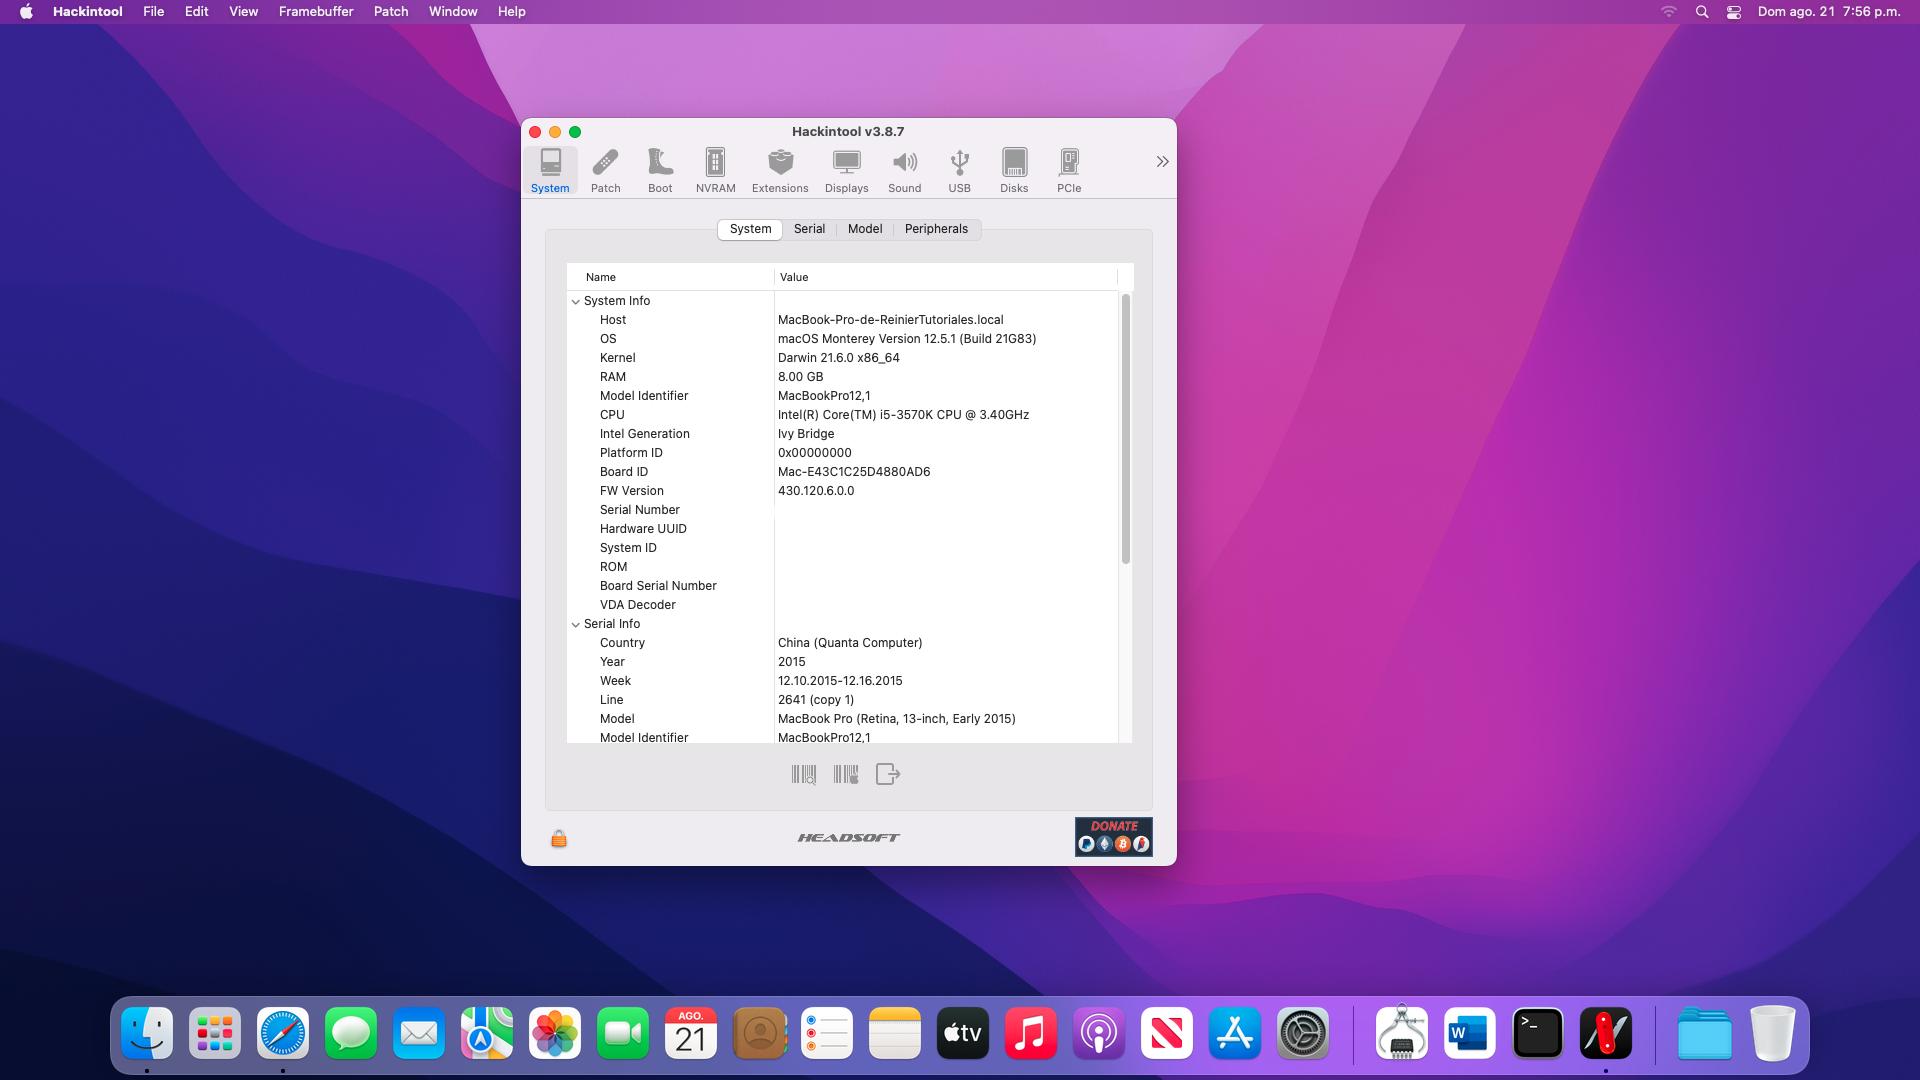 Hackintool File Edit View Framebuffer Patch Window Help Dom ago. 21 7:56 p.m.
Hackintool v3.8.7
System Patch Boot NVRAM Extensions Displays Sound USB Disks PCIe
System Serial Model Peripherals
Name Value
System Info
Host MacBook-Pro-de-ReinierTutoriales.local
OS macOS Monterey Version 12.5.1 (Build 21G83)
Kernel Darwin 21.6.0 x86_64
RAM 8.00 GB
Model Identifier MacBookPro12,1
CPU Intel(R) Core(TM) i5-3570K CPU @ 3.40GHz
Intel Generation Ivy Bridge
Platform ID 0x00000000
Board ID Mac-E43C1C25D4880AD6
FW Version 430.120.6.0.0
Serial Number
Hardware UUID
System ID
ROM
Board Serial Number
VDA Decoder
Serial Info
Country China (Quanta Computer)
Year 2015
Week 12.10.2015-12.16.2015
Line 2641 (copy 1)
Model MacBook Pro (Retina, 13-inch, Early 2015)
Model Identifier MacBookPro12,1
HEADSOFT
DONATE
AGO.
21
tv
W
>_